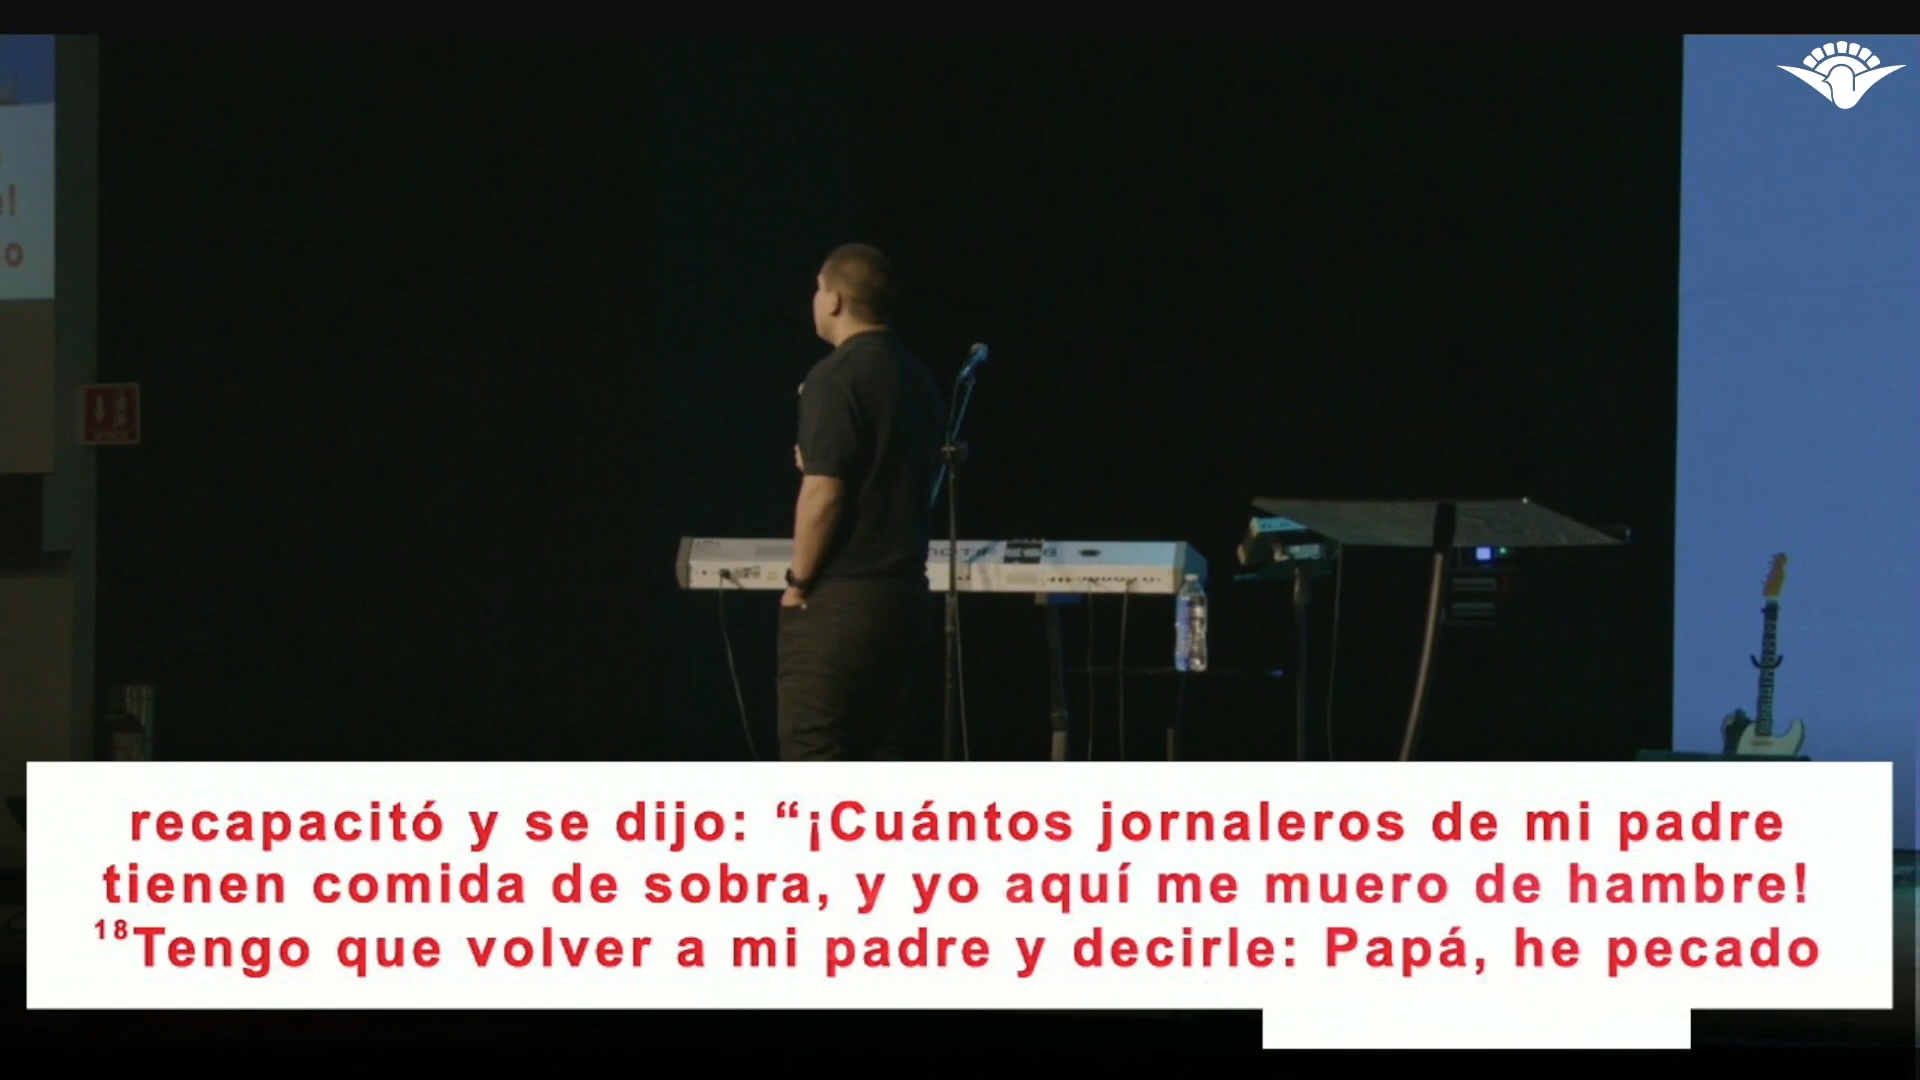 !
o
MOTIF
recapacitó y se dijo: “¡Cuántos jornaleros de mi padre
tienen comida de sobra, y yo aquí me muero de hambre!
18Tengo que volver a mi padre y decirle: Papá, he pecado